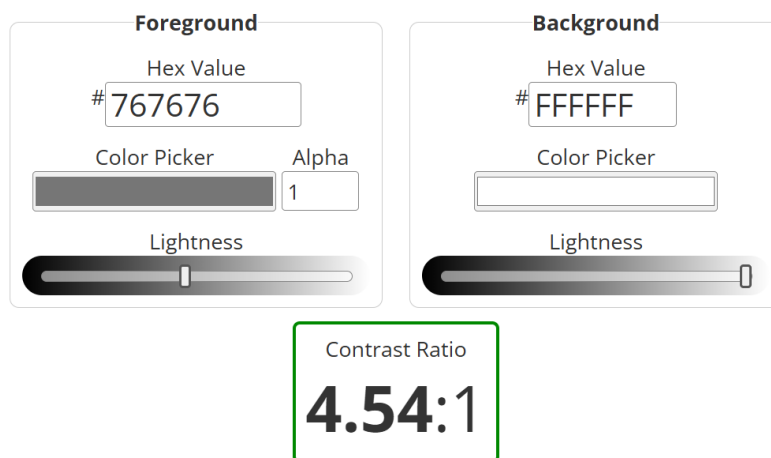 Foreground
Hex Value
#767676
Color Picker
Alpha
1
Lightness
Background
Hex Value
#FFFFFF
Color Picker
Lightness
Contrast Ratio
4.54:1